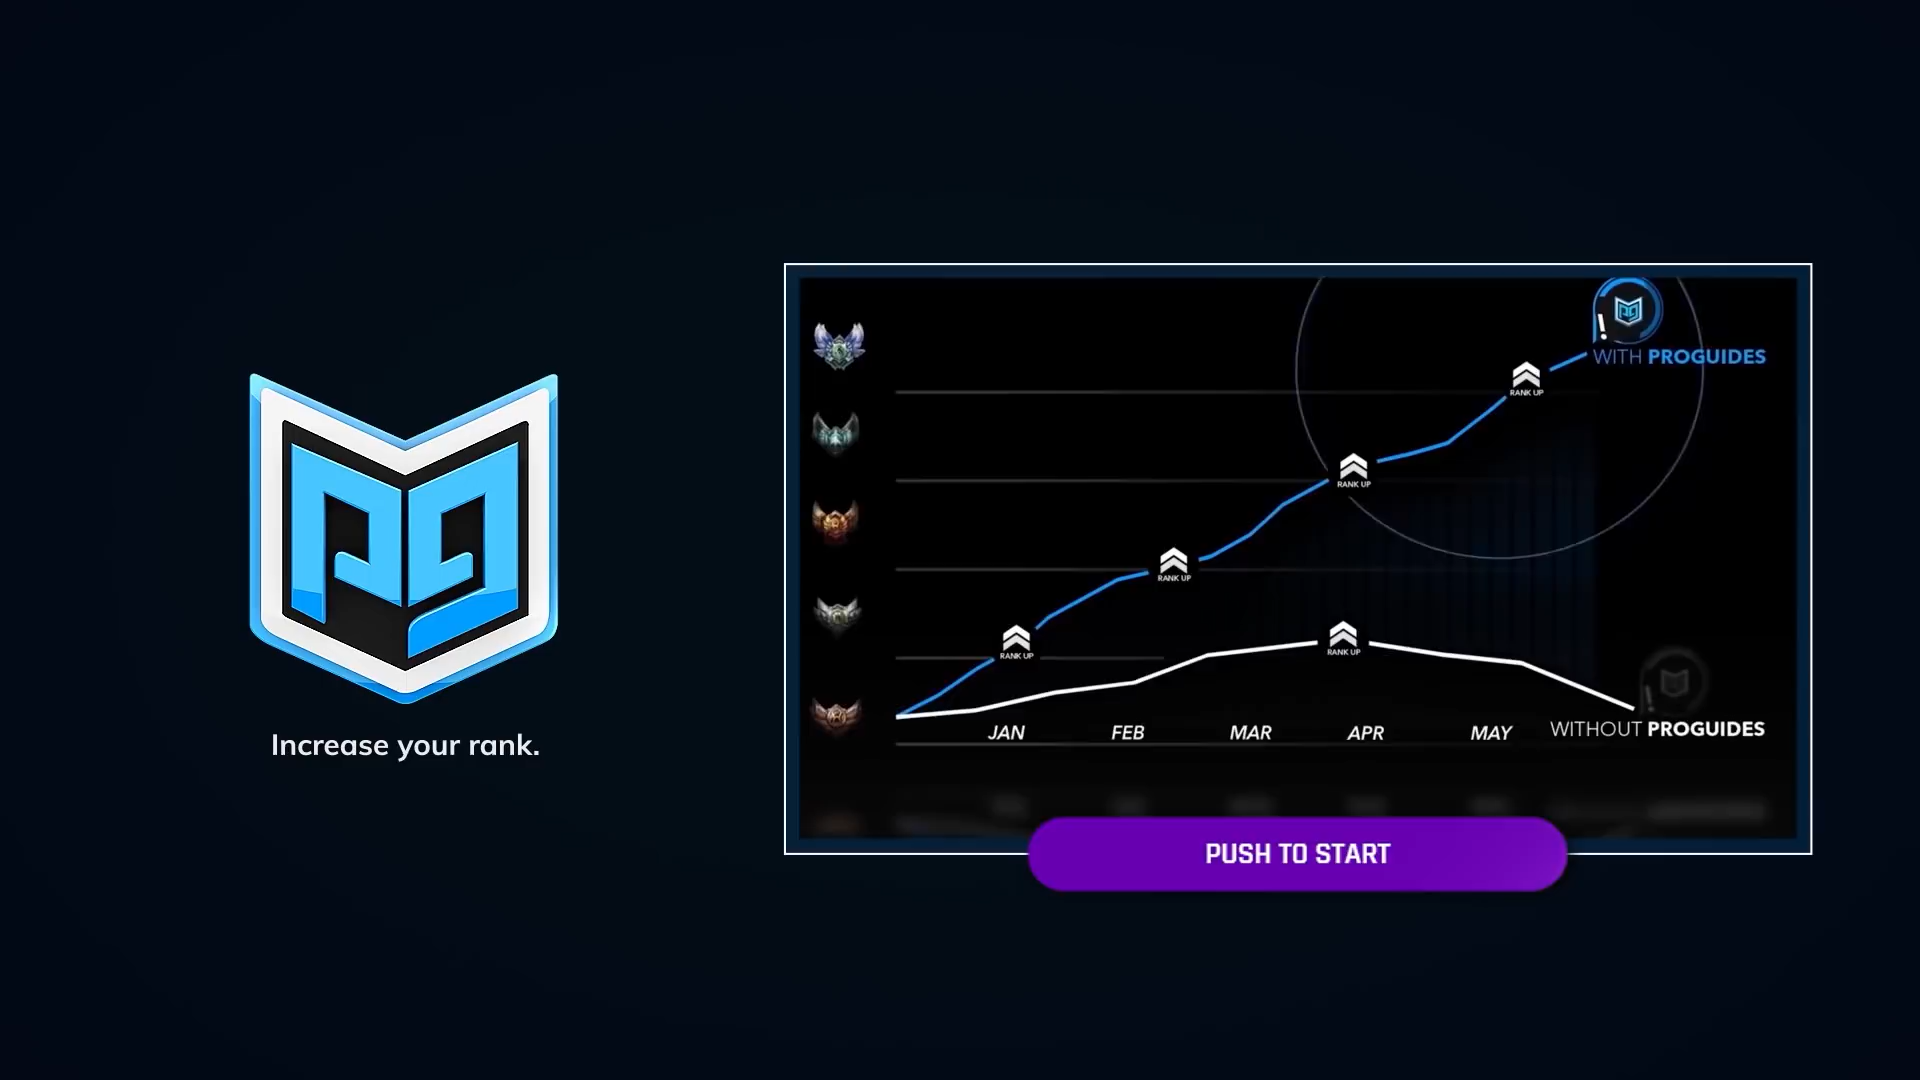 pg
Increase your rank.
WITH PROGUIDES
RANK UP
RANK UP
RANK UP
RANK UP
RANK UP
JAN FEB MAR APR MAY
WITHOUT PROGUIDES
PUSH TO START